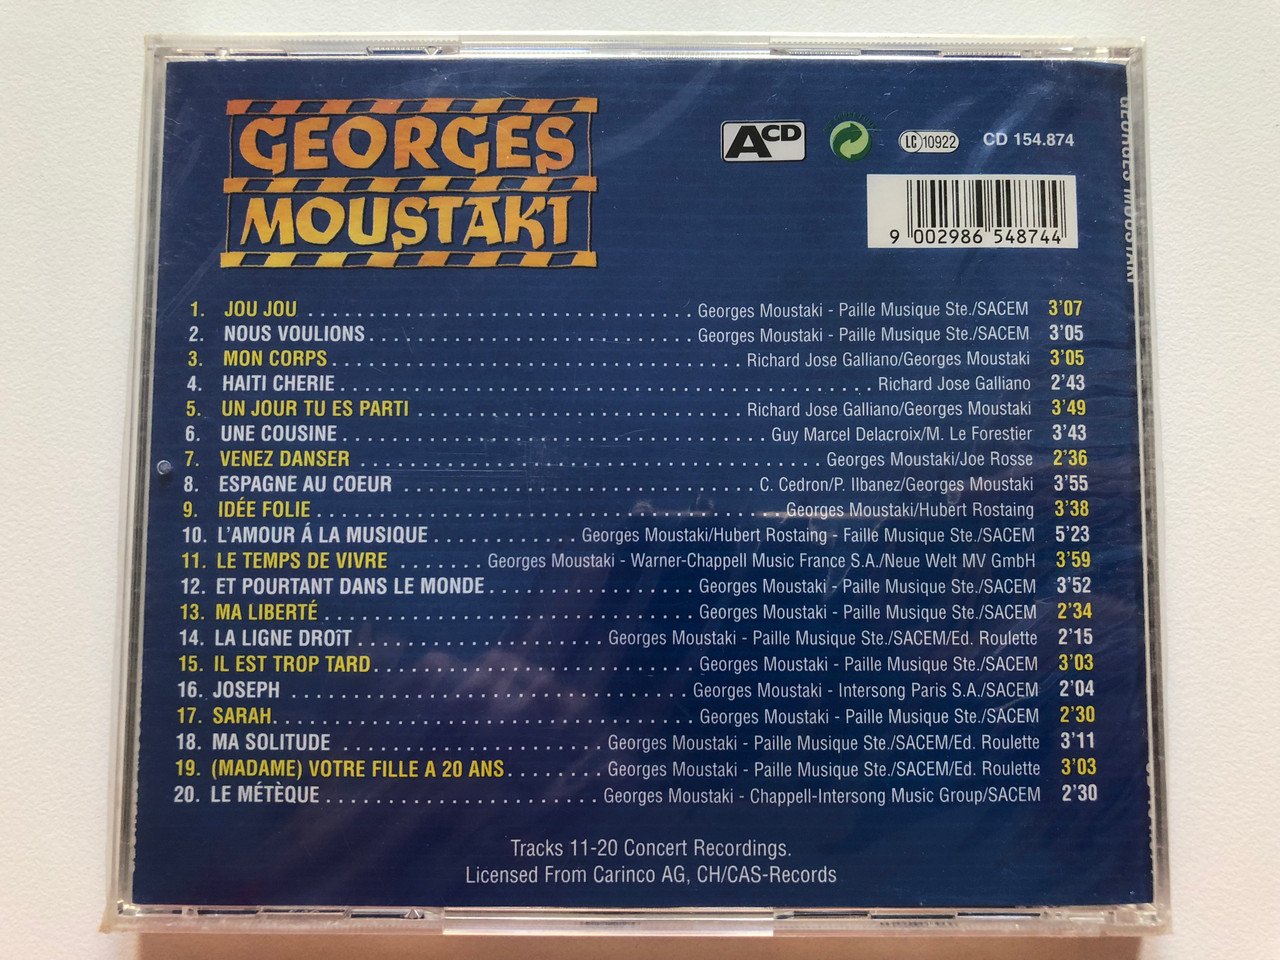 GEORGES
MOUSTAKI
ACD
LC 10922
CD 154.874
9 002986 548744
GEORGES MOUSTAKI
1. JOU JOU . . . . . . . . . . . . . . . . . . . . . . . . . . . . . . . . . Georges Moustaki - Paille Musique Ste./SACEM 3'07
2. NOUS VOULIONS . . . . . . . . . . . . . . . . . . . . . . . . . . . . Georges Moustaki - Paille Musique Ste./SACEM 3'05
3. MON CORPS . . . . . . . . . . . . . . . . . . . . . . . . . . . . . . . . . . . Richard Jose Galliano/Georges Moustaki 3'05
4. HAITI CHERIE . . . . . . . . . . . . . . . . . . . . . . . . . . . . . . . . . . . . . . . . . . . . . Richard Jose Galliano 2'43
5. UN JOUR TU ES PARTI . . . . . . . . . . . . . . . . . . . . . . . . . . . . Richard Jose Galliano/Georges Moustaki 3'49
6. UNE COUSINE . . . . . . . . . . . . . . . . . . . . . . . . . . . . . . . . . . . . Guy Marcel Delacroix/M. Le Forestier 3'43
7. VENEZ DANSER . . . . . . . . . . . . . . . . . . . . . . . . . . . . . . . . . . . . . . . Georges Moustaki/Joe Rosse 2'36
8. ESPAGNE AU COEUR . . . . . . . . . . . . . . . . . . . . . . . . . . . . . . C. Cedron/P. Ilbanez/Georges Moustaki 3'55
9. IDÉE FOLIE . . . . . . . . . . . . . . . . . . . . . . . . . . . . . . . . . . . . . . . . Georges Moustaki/Hubert Rostaing 3'38
10. L'AMOUR Á LA MUSIQUE . . . . . . . . . . . . Georges Moustaki/Hubert Rostaing - Faille Musique Ste./SACEM 5'23
11. LE TEMPS DE VIVRE . . . . . . . Georges Moustaki - Warner-Chappell Music France S.A./Neue Welt MV GmbH 3'59
12. ET POURTANT DANS LE MONDE . . . . . . . . . . . . . . . . . . Georges Moustaki - Paille Musique Ste./SACEM 3'52
13. MA LIBERTÉ . . . . . . . . . . . . . . . . . . . . . . . . . . . . . . . . Georges Moustaki - Paille Musique Ste./SACEM 2'34
14. LA LIGNE DROÎT . . . . . . . . . . . . . . . . . . . . . Georges Moustaki - Paille Musique Ste./SACEM/Ed. Roulette 2'15
15. IL EST TROP TARD . . . . . . . . . . . . . . . . . . . . . . . . . . . . Georges Moustaki - Paille Musique Ste./SACEM 3'03
16. JOSEPH . . . . . . . . . . . . . . . . . . . . . . . . . . . . . . . . . . Georges Moustaki - Intersong Paris S.A./SACEM 2'04
17. SARAH . . . . . . . . . . . . . . . . . . . . . . . . . . . . . . . . . . . . Georges Moustaki - Paille Musique Ste./SACEM 2'30
18. MA SOLITUDE . . . . . . . . . . . . . . . . . . . . . . Georges Moustaki - Paille Musique Ste./SACEM/Ed. Roulette 3'11
19. (MADAME) VOTRE FILLE A 20 ANS . . . . . . . . Georges Moustaki - Paille Musique Ste./SACEM/Ed. Roulette 3'03
20. LE MÉTÈQUE . . . . . . . . . . . . . . . . . . . . . . . Georges Moustaki - Chappell-Intersong Music Group/SACEM 2'30
Tracks 11-20 Concert Recordings.
Licensed From Carinco AG, CH/CAS-Records